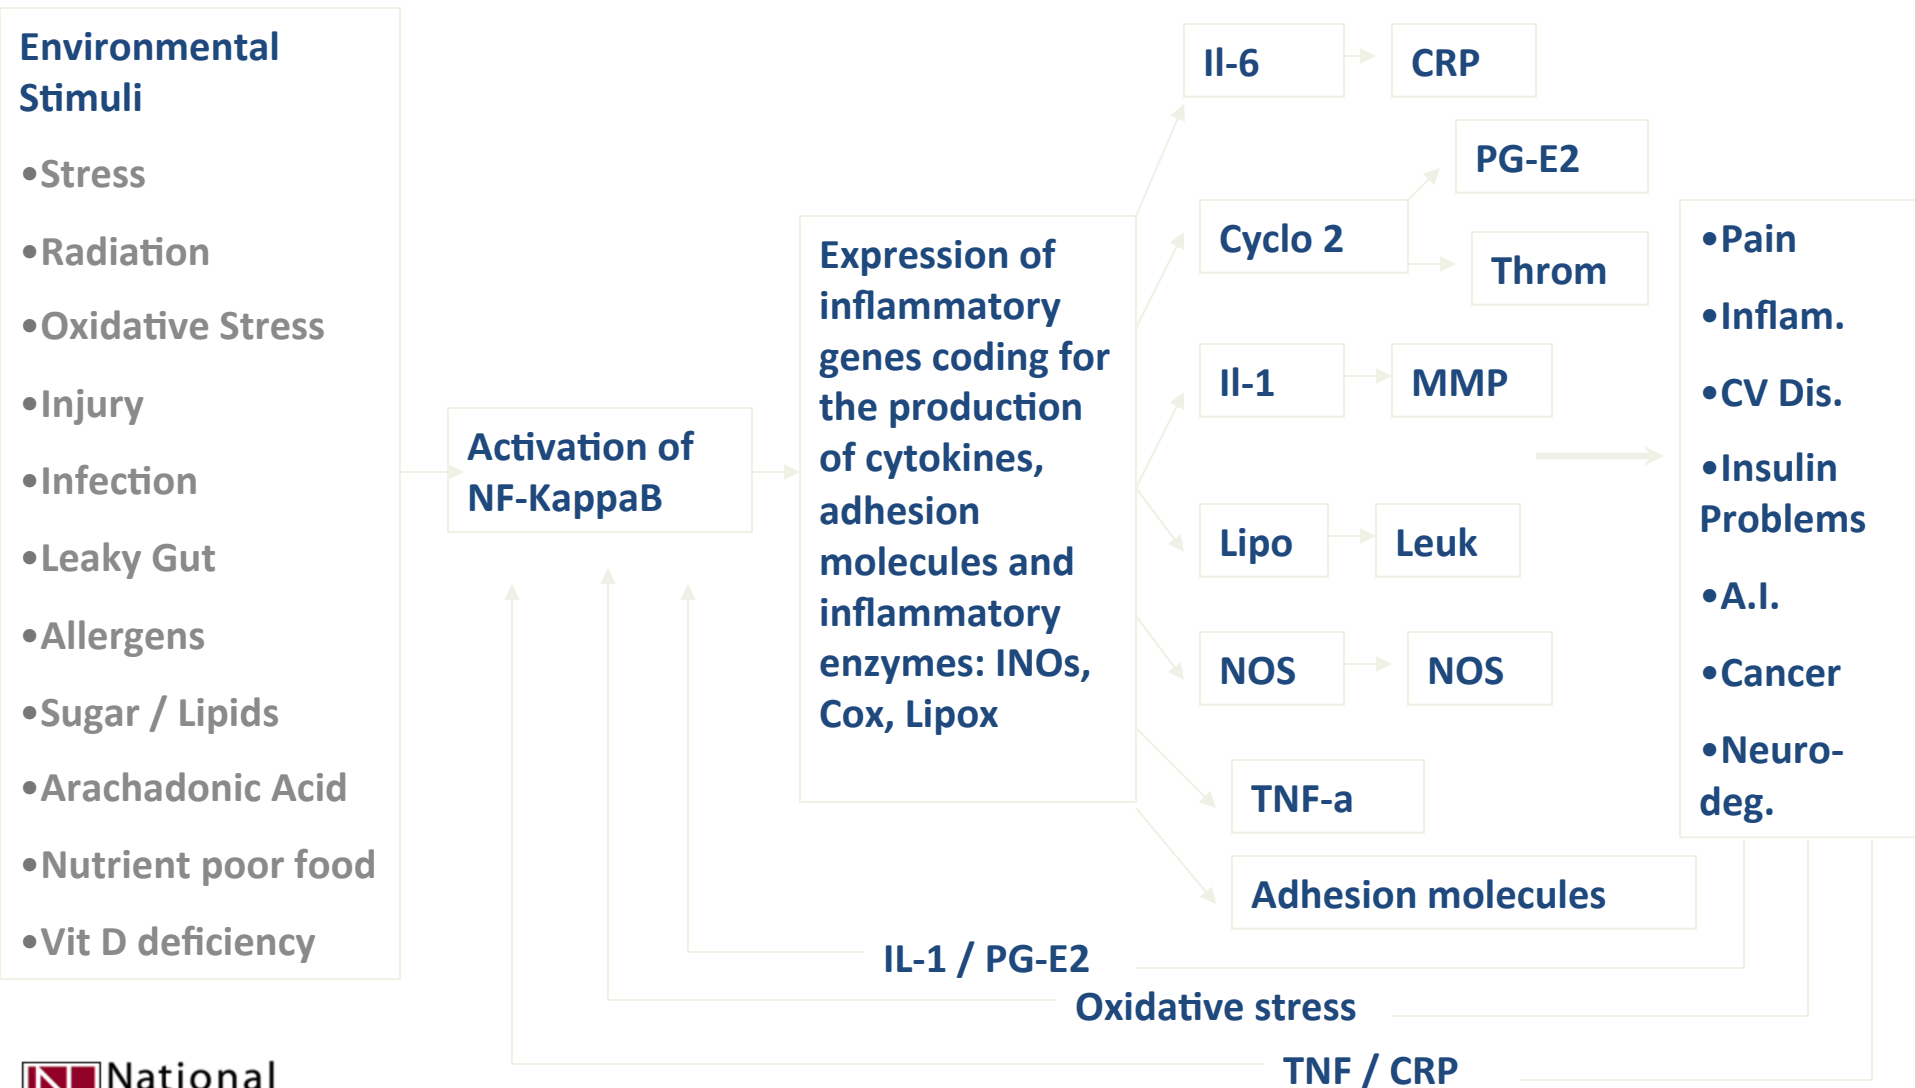 Environmental
Stimuli
•Stress
•Radiation
•Oxidative Stress
•Injury
•Infection
•Leaky Gut
•Allergens
•Sugar / Lipids
•Arachadonic Acid
•Nutrient poor food
•Vit D deficiency
Activation of
NF-KappaB
Expression of
inflammatory
genes coding for
the production
of cytokines,
adhesion
molecules and
inflammatory
enzymes: INOs,
Cox, Lipox
Il-6
CRP
Cyclo 2
PG-E2
Throm
Il-1
MMP
Lipo
Leuk
NOS
NOS
TNF-a
Adhesion molecules
•Pain
•Inflam.
•CV Dis.
•Insulin
Problems
•A.I.
•Cancer
•Neuro-
deg.
IL-1 / PG-E2
Oxidative stress
TNF / CRP
National